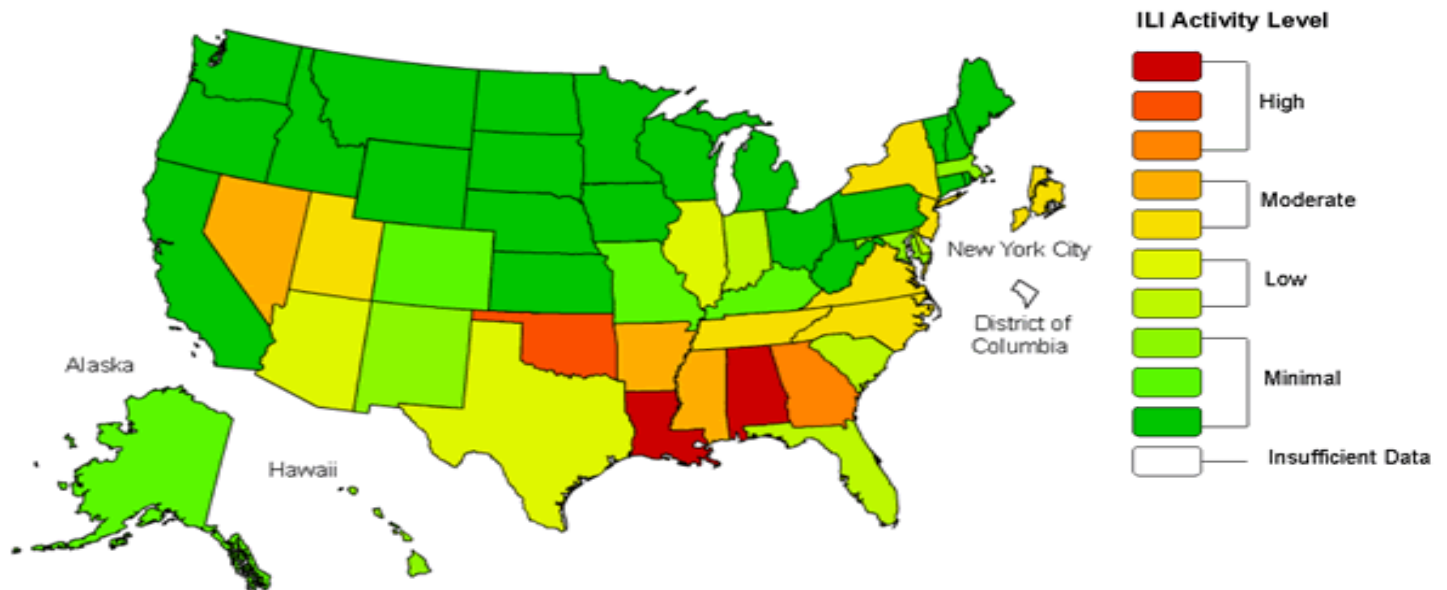 ILI Activity Level
High
Moderate
Low
Minimal
Insufficient Data
New York City
District of
Columbia
Alaska
Hawaii